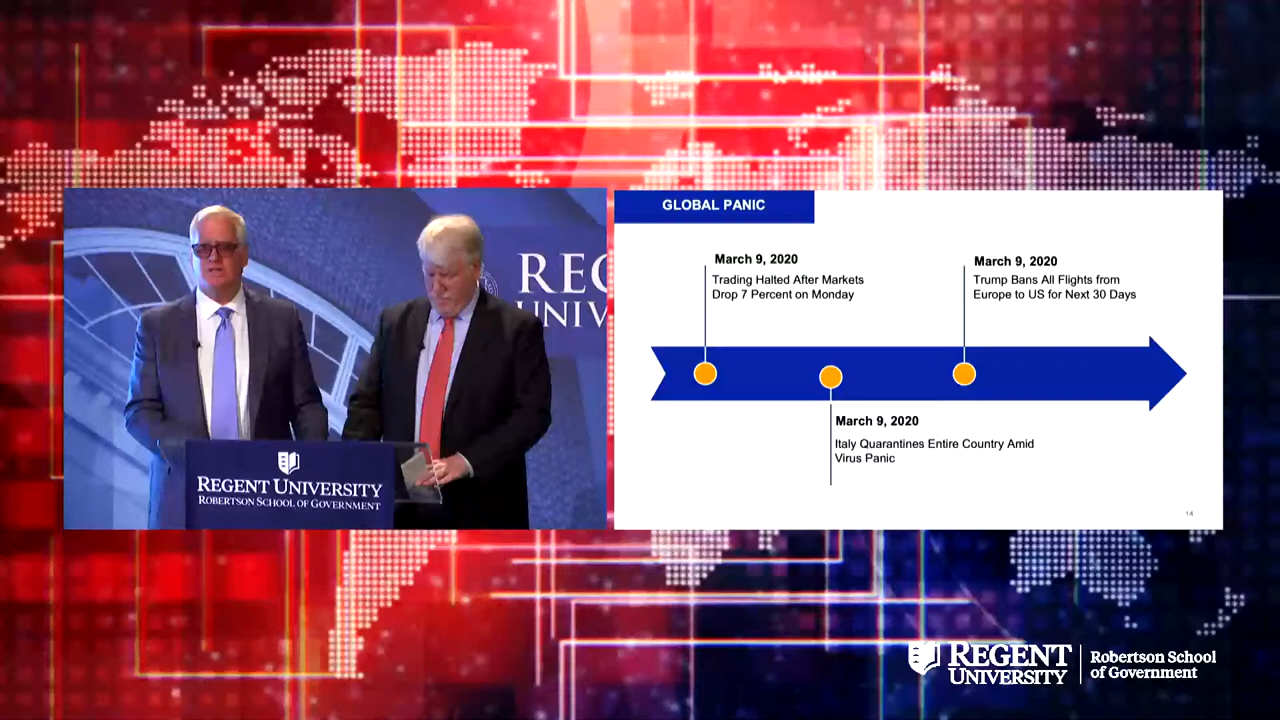 REG
UNIV
REGENT UNIVERSITY
ROBERTSON SCHOOL OF GOVERNMENT
GLOBAL PANIC
March 9, 2020
Trading Halted After Markets
Drop 7 Percent on Monday
March 9, 2020
Trump Bans All Flights from
Europe to US for Next 30 Days
March 9, 2020
Italy Quarantines Entire Country Amid
Virus Panic
14
REGENT
UNIVERSITY
Robertson School
of Government